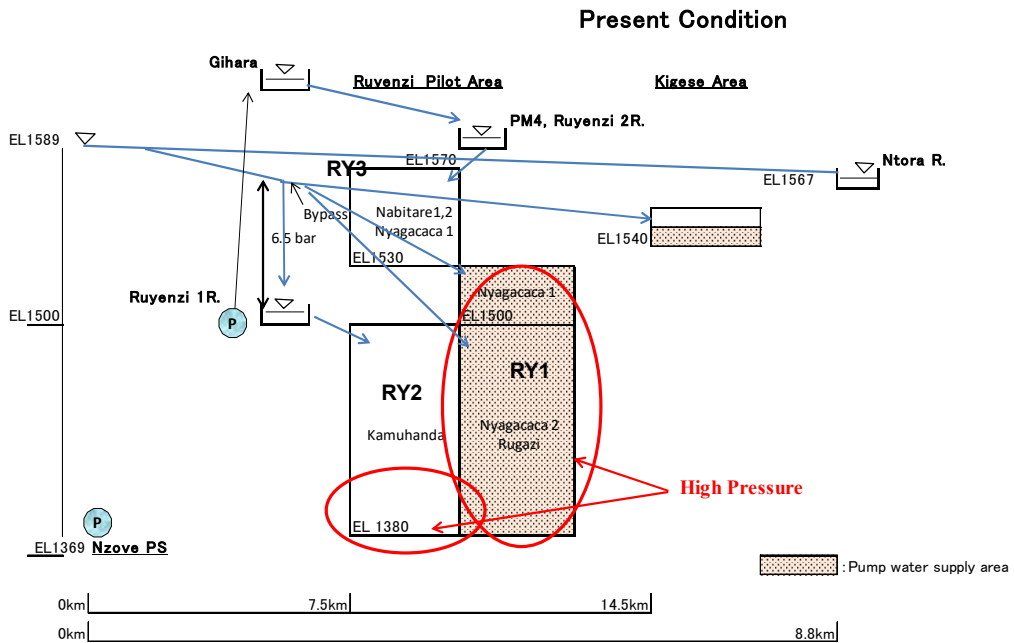 Present Condition
Gihara
Ruvenzi Pilot Area
Kigese Area
PM4, Ruyenzi 2R.
EL1589
Ntora R.
EL1570
RY3
EL1567
Nabitare1,2
Bypass
Nyagacaca 1
6.5 bar
EL1540
EL1530
Ruyenzi 1R.
Nyagacaca 1
P
EL1500
EL1500
RY1
RY2
Nyagacaca 2
Kamuhanda
Rugazi
High Pressure
P
EL 1380
EL1369 Nzove PS
:Pump water supply area
0km
7.5km
14.5km
0km
8.8km